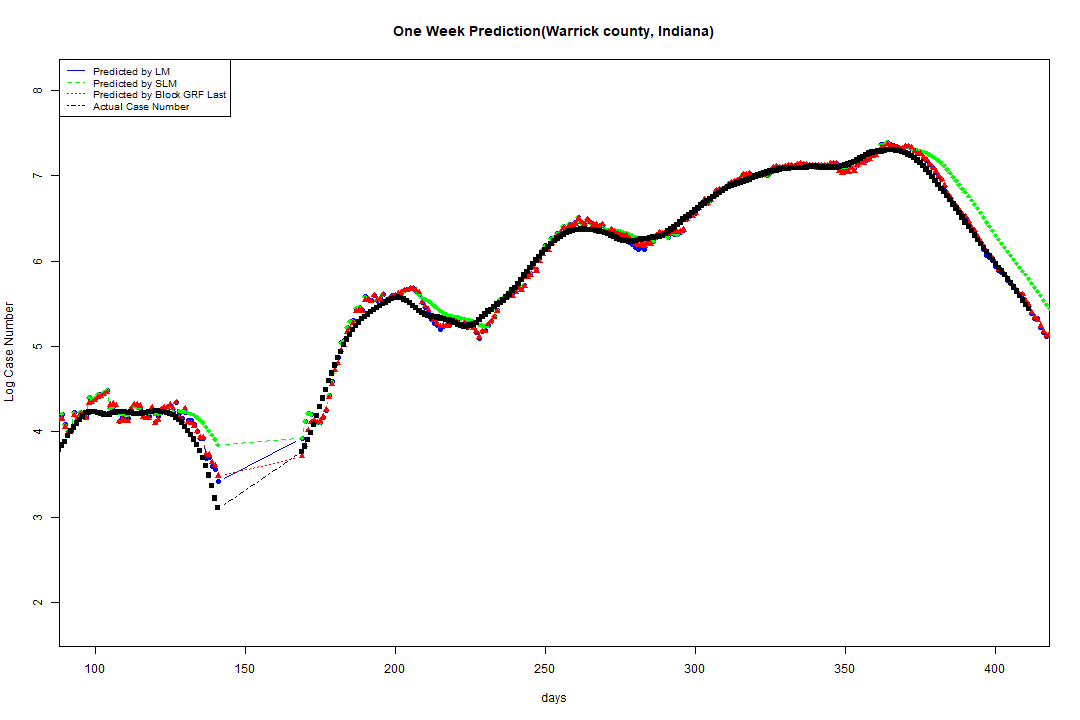 One Week Prediction(Warrick county, Indiana)
Predicted by LM
Predicted by SLM
Predicted by Block GRF Last
Actual Case Number
Log Case Number
8
7
6
5
4
3
2
100 150 200 250 300 350 400
days